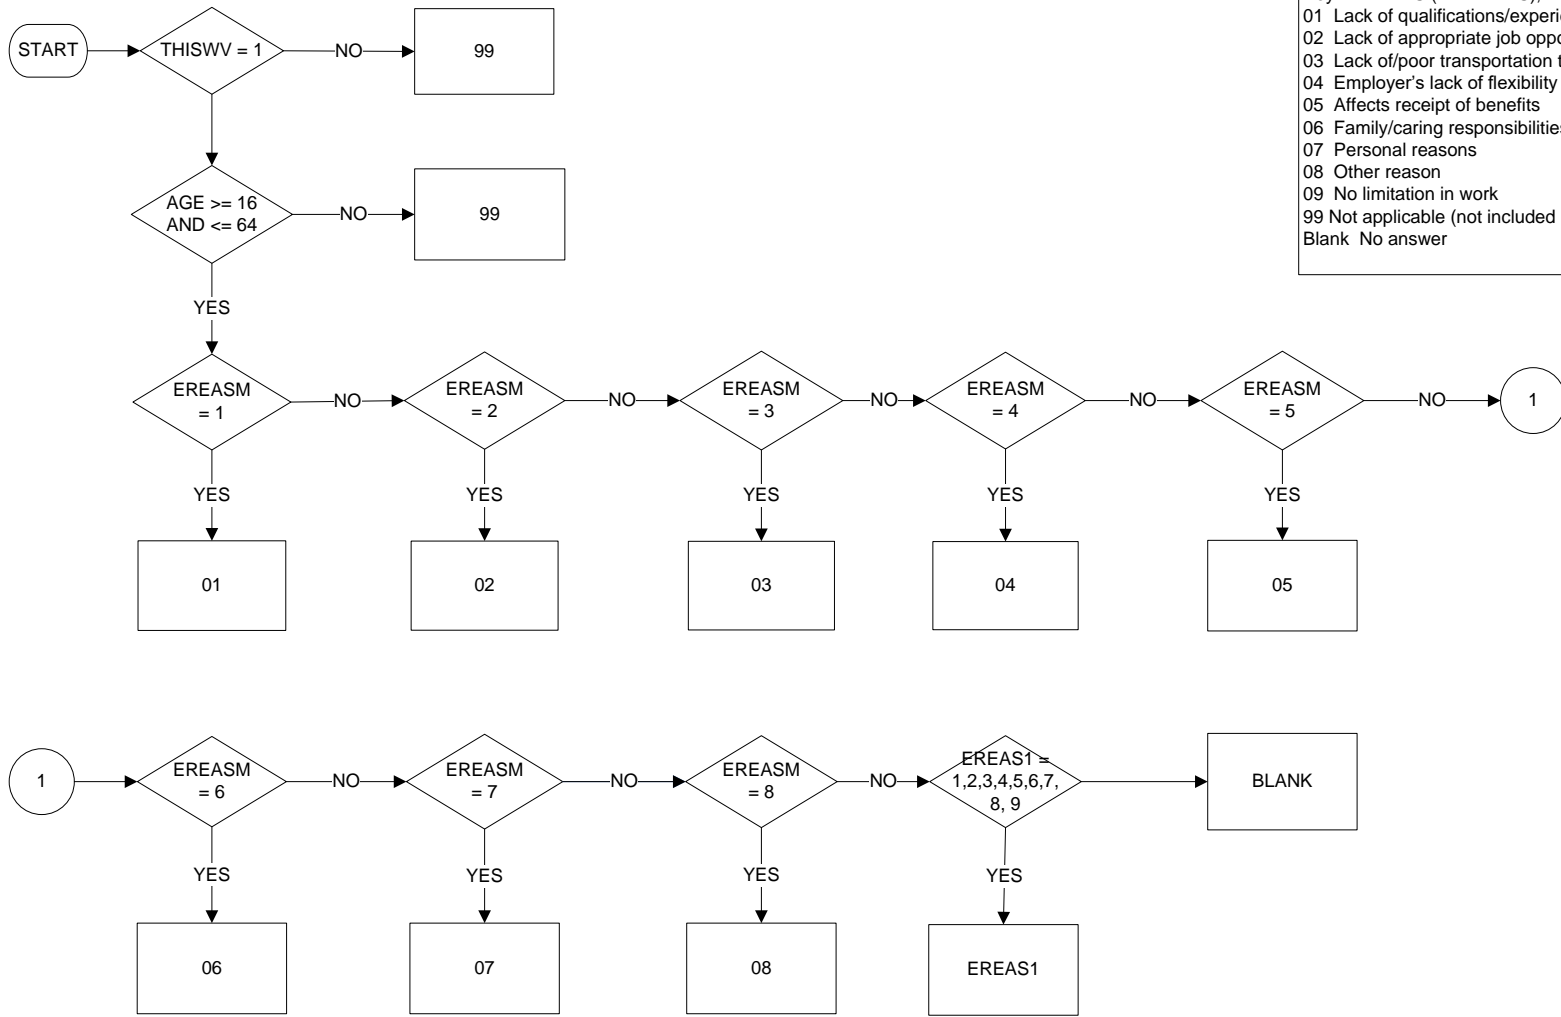 START
THISWV = 1
NO
99
01 Lack of qualifications/experi
02 Lack of appropriate job oppo
03 Lack of/poor transportation t
04 Employer's lack of flexibility
05 Affects receipt of benefits
06 Family/caring responsibilities
07 Personal reasons
08 Other reason
09 No limitation in work
99 Not applicable (not included
Blank No answer
AGE >= 16
AND <= 64
NO
99
YES
EREASM
= 1
NO
EREASM
= 2
NO
EREASM
= 3
NO
EREASM
= 4
NO
EREASM
= 5
NO
1
YES
YES
YES
YES
YES
01
02
03
04
05
1
EREASM
= 6
NO
EREASM
= 7
NO
EREASM
= 8
NO
EREAS1 =
1,2,3,4,5,6,7,
8, 9
BLANK
YES
YES
YES
YES
06
07
08
EREAS1